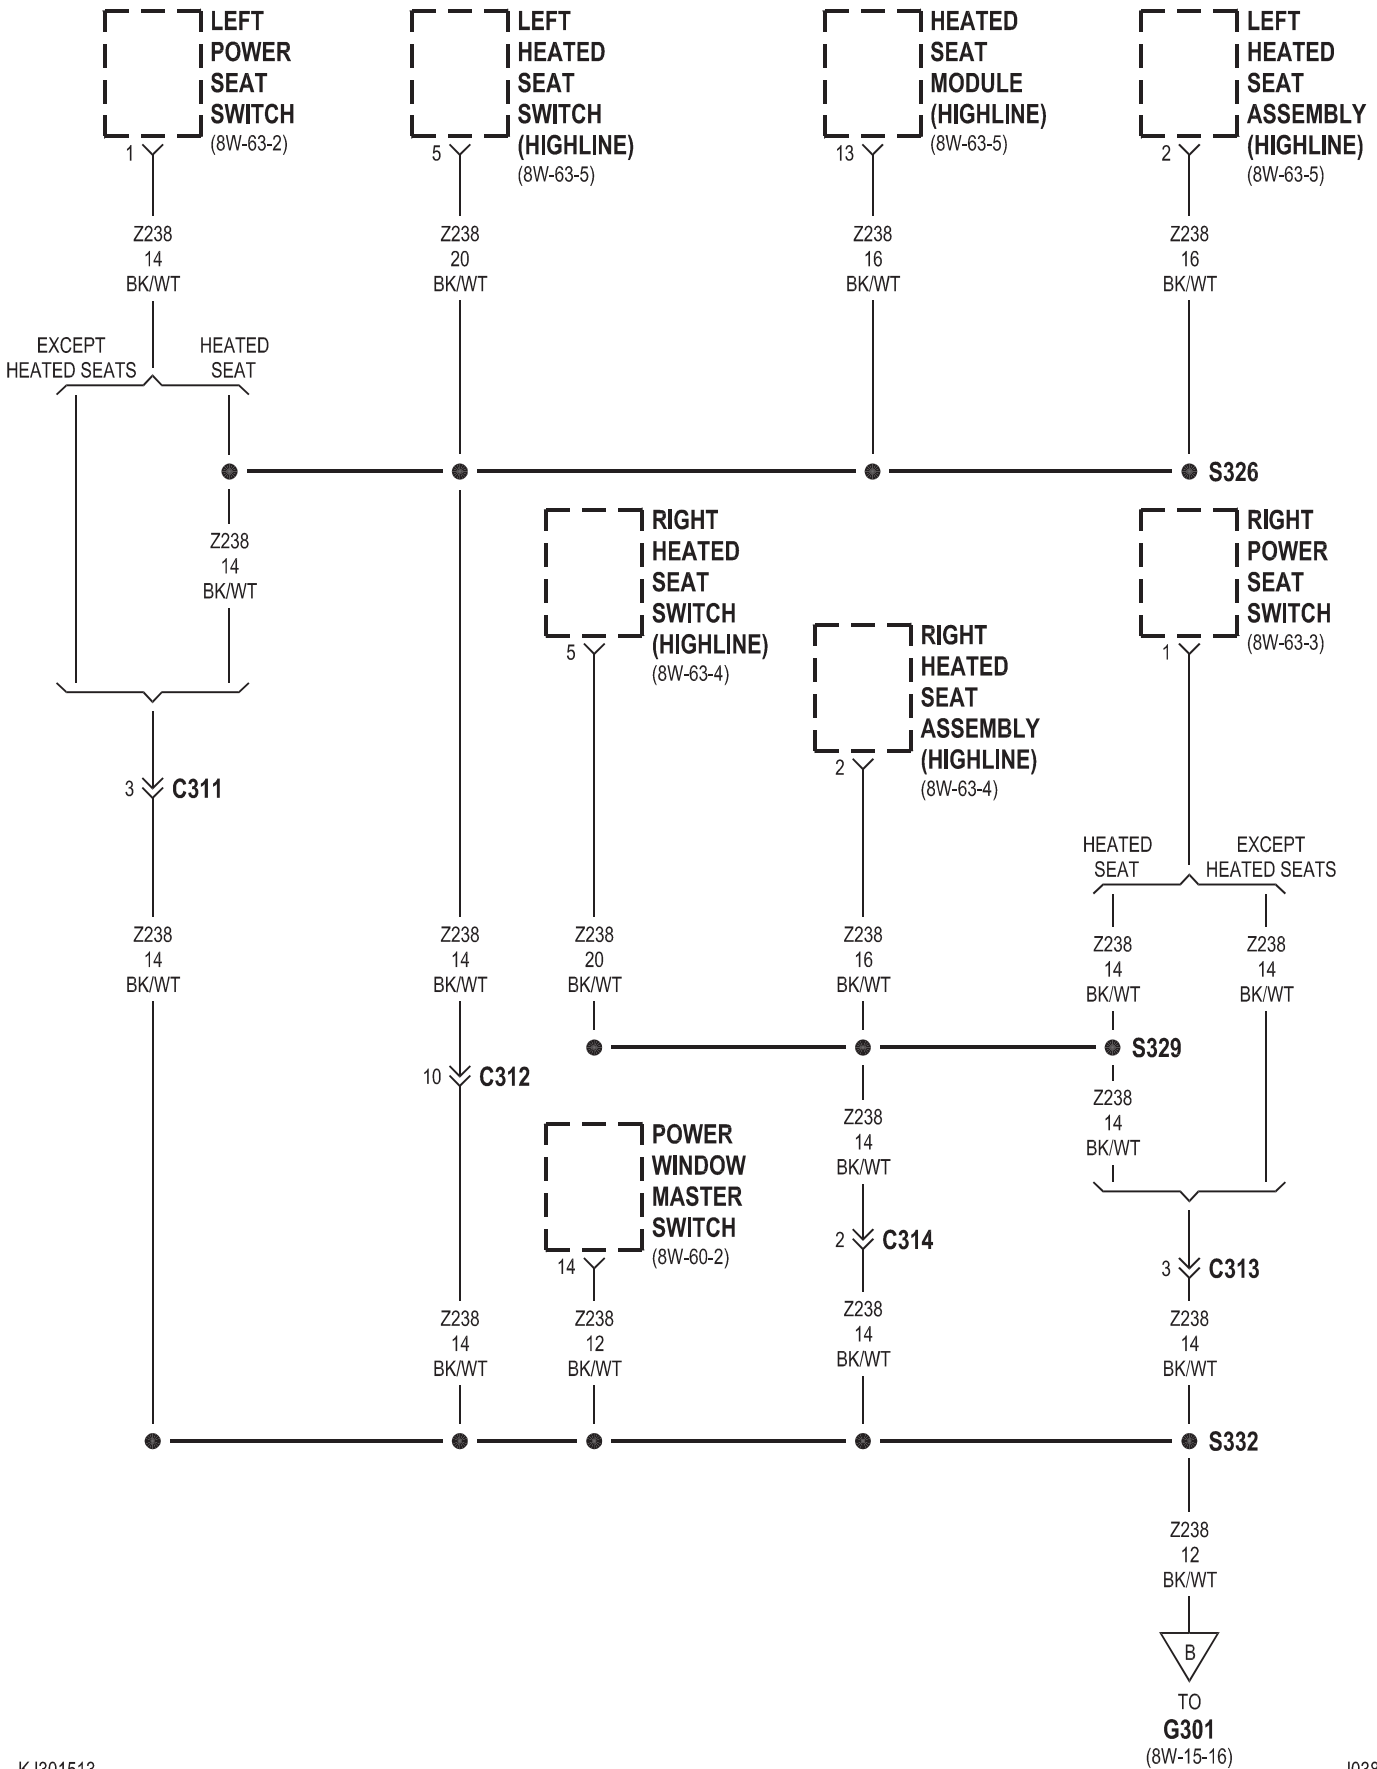 LEFT
POWER
SEAT
SWITCH
(8W-63-2)
1
LEFT
HEATED
SEAT
SWITCH
(HIGHLINE)
(8W-63-5)
5
HEATED
SEAT
MODULE
(HIGHLINE)
(8W-63-5)
13
LEFT
HEATED
SEAT
ASSEMBLY
(HIGHLINE)
(8W-63-5)
2
Z238
14
BK/WT
Z238
20
BK/WT
Z238
16
BK/WT
Z238
16
BK/WT
EXCEPT
HEATED SEATS
HEATED
SEAT
S326
Z238
14
BK/WT
RIGHT
HEATED
SEAT
SWITCH
(HIGHLINE)
(8W-63-4)
5
RIGHT
HEATED
SEAT
ASSEMBLY
(HIGHLINE)
(8W-63-4)
2
RIGHT
POWER
SEAT
SWITCH
(8W-63-3)
1
3
C311
HEATED
SEAT
EXCEPT
HEATED SEATS
Z238
14
BK/WT
Z238
14
BK/WT
Z238
20
BK/WT
Z238
16
BK/WT
Z238
14
BK/WT
Z238
14
BK/WT
S329
10
C312
POWER
WINDOW
MASTER
SWITCH
(8W-60-2)
14
Z238
14
BK/WT
Z238
14
BK/WT
2
C314
3
C313
Z238
14
BK/WT
Z238
12
BK/WT
Z238
14
BK/WT
Z238
14
BK/WT
S332
Z238
12
BK/WT
B
TO
G301
(8W-15-16)